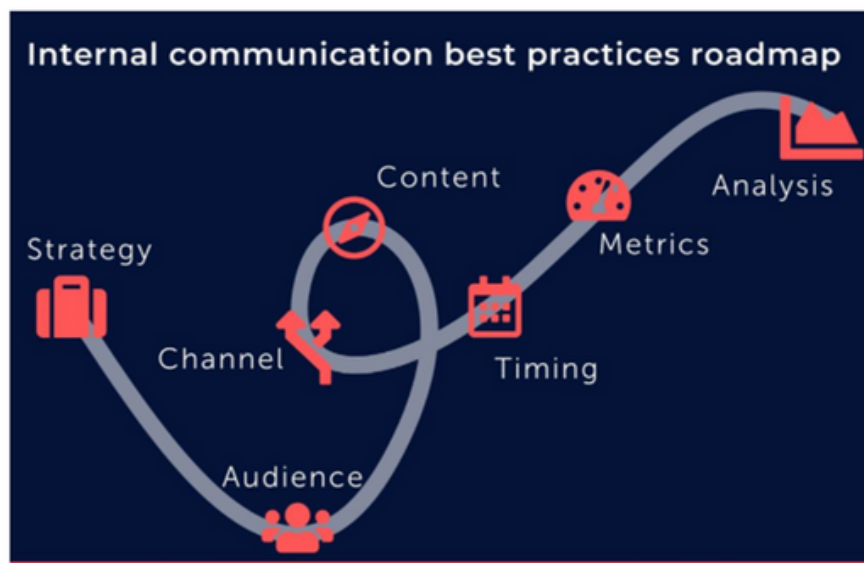 Internal communication best practices roadmap
Content
Analysis
Metrics
Strategy
Channel
Timing
Audience